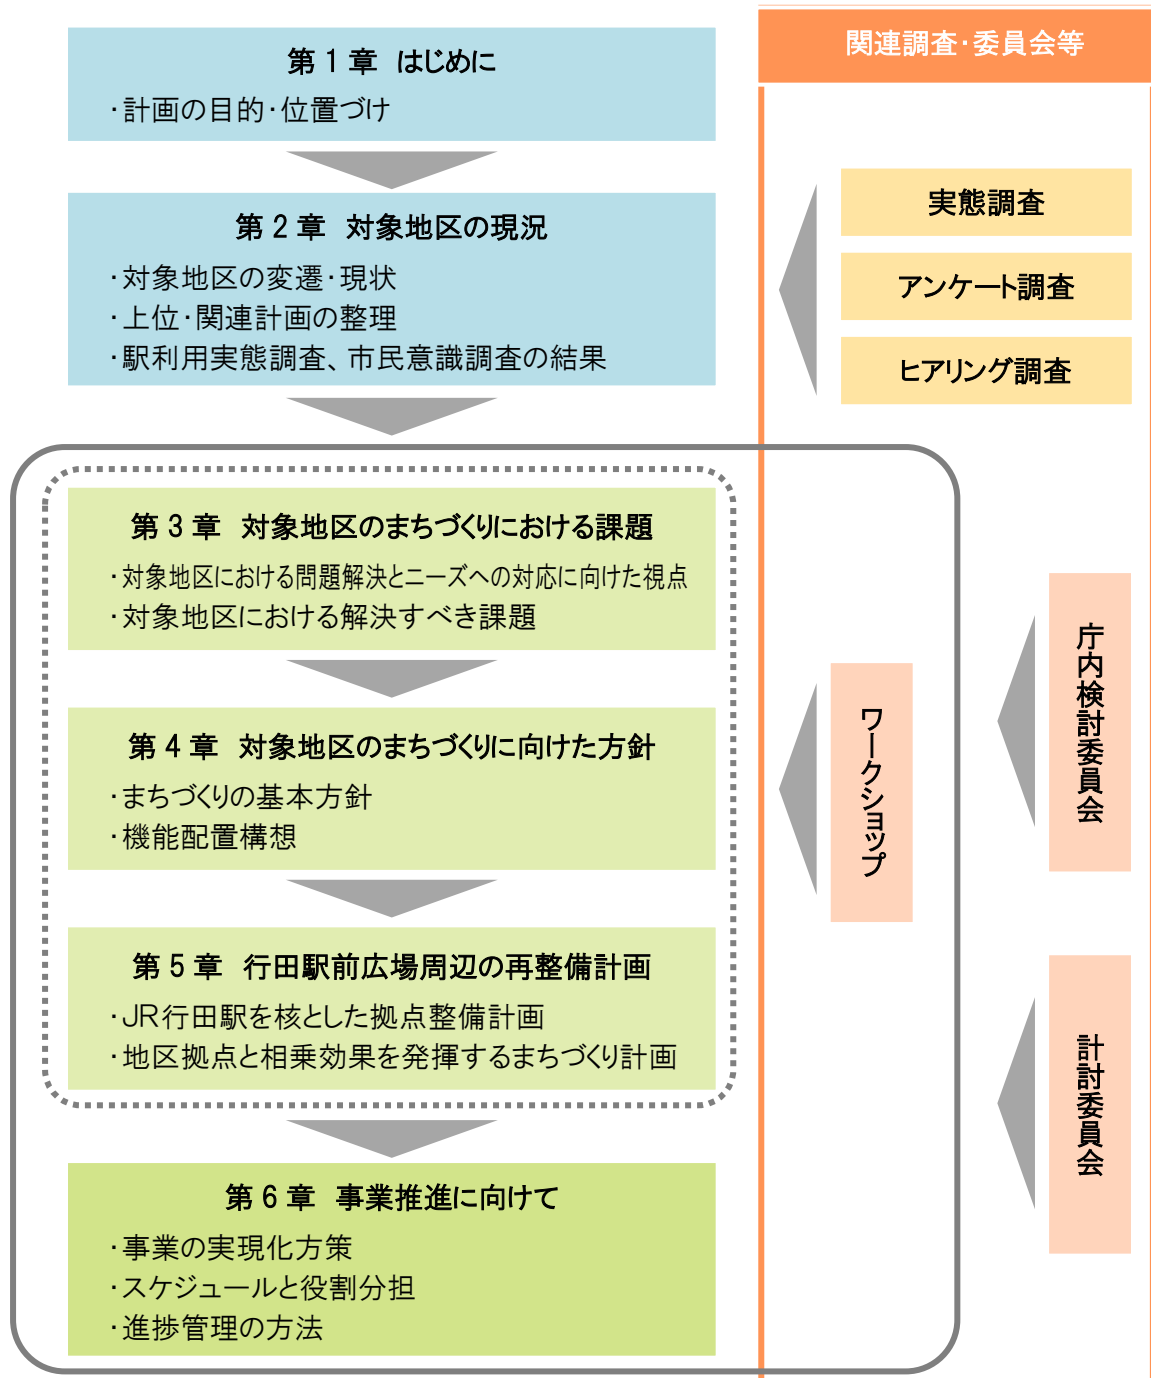 第1章 はじめに
・計画の目的・位置づけ
第2章 対象地区の現況
・対象地区の変遷・現状
・上位・関連計画の整理
・駅利用実態調査、市民意識調査の結果
第3章 対象地区のまちづくりにおける課題
・対象地区における問題解決とニーズへの対応に向けた視点
・対象地区における解決すべき課題
第4章 対象地区のまちづくりに向けた方針
・まちづくりの基本方針
・機能配置構想
第5章 行田駅前広場周辺の再整備計画
・JR行田駅を核とした拠点整備計画
・地区拠点と相乗効果を発揮するまちづくり計画
第6章 事業推進に向けて
・事業の実現化方策
・スケジュールと役割分担
・進捗管理の方法
関連調査・委員会等
実態調査
アンケート調査
ヒアリング調査
ワークショップ
庁内検討委員会
計討委員会